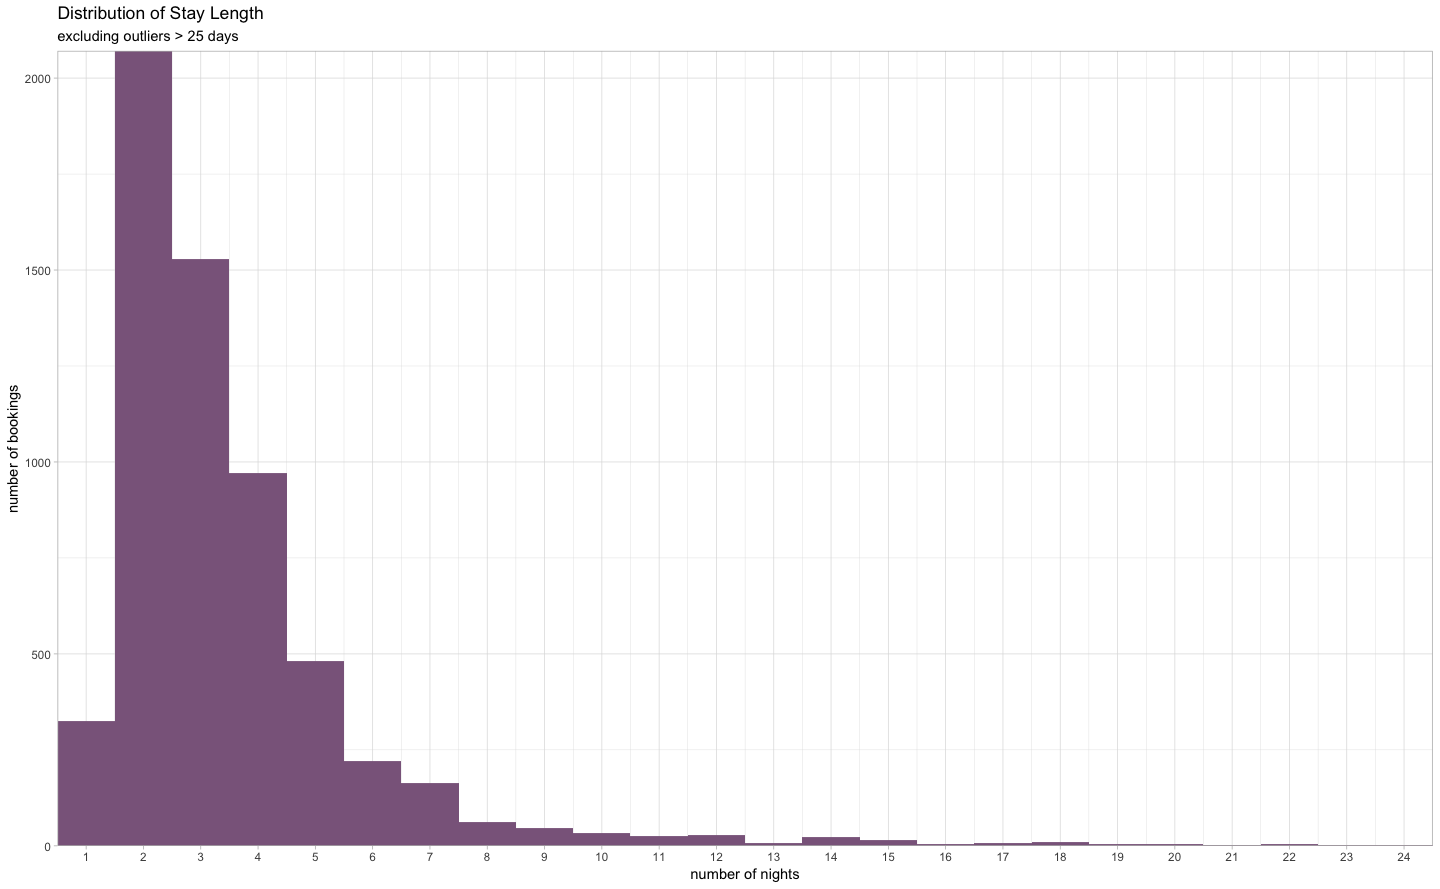 Distribution of Stay Length
excluding outliers > 25 days
2000
1500
1000
500
0
number of bookings
1 2 3 4 5 6 7 8 9 10 11 12 13 14 15 16 17 18 19 20 21 22 23 24
number of nights